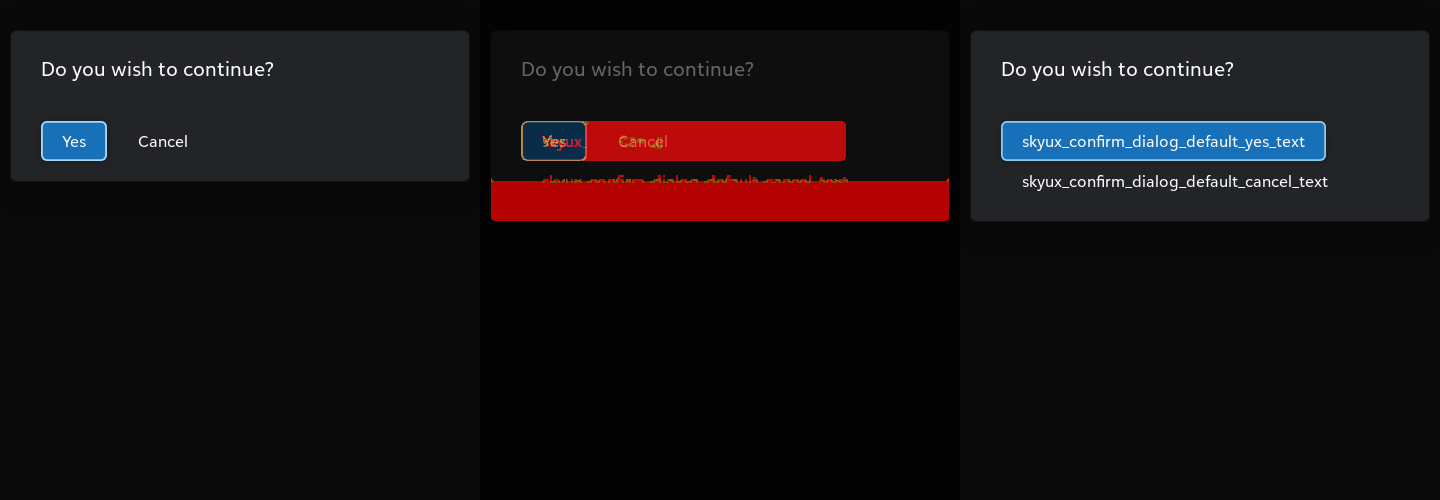 Do you wish to continue?
Yes Cancel
Do you wish to continue?
Yes Cancel
skyux_confirm_dialog_default_cancel_text
Do you wish to continue?
skyux_confirm_dialog_default_yes_text
skyux_confirm_dialog_default_cancel_text